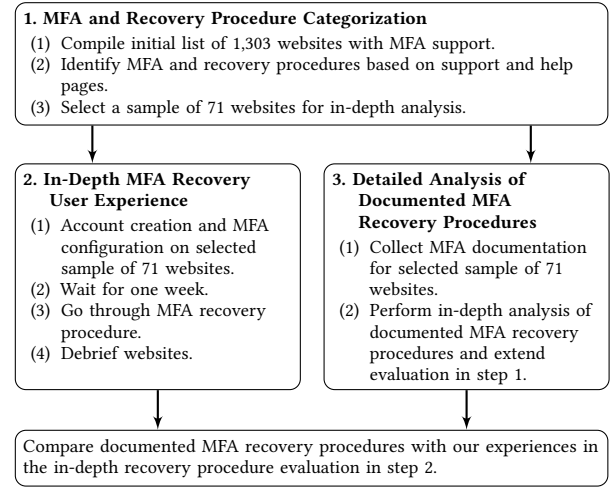 1. MFA and Recovery Procedure Categorization
(1) Compile initial list of 1,303 websites with MFA support.
(2) Identify MFA and recovery procedures based on support and help
pages.
(3) Select a sample of 71 websites for in-depth analysis.
2. In-Depth MFA Recovery
User Experience
(1) Account creation and MFA
configuration on selected
sample of 71 websites.
(2) Wait for one week.
(3) Go through MFA recovery
procedure.
(4) Debrief websites.
3. Detailed Analysis of
Documented MFA
Recovery Procedures
(1) Collect MFA documentation
for selected sample of 71
websites.
(2) Perform in-depth analysis of
documented MFA recovery
procedures and extend
evaluation in step 1.
Compare documented MFA recovery procedures with our experiences in
the in-depth recovery procedure evaluation in step 2.